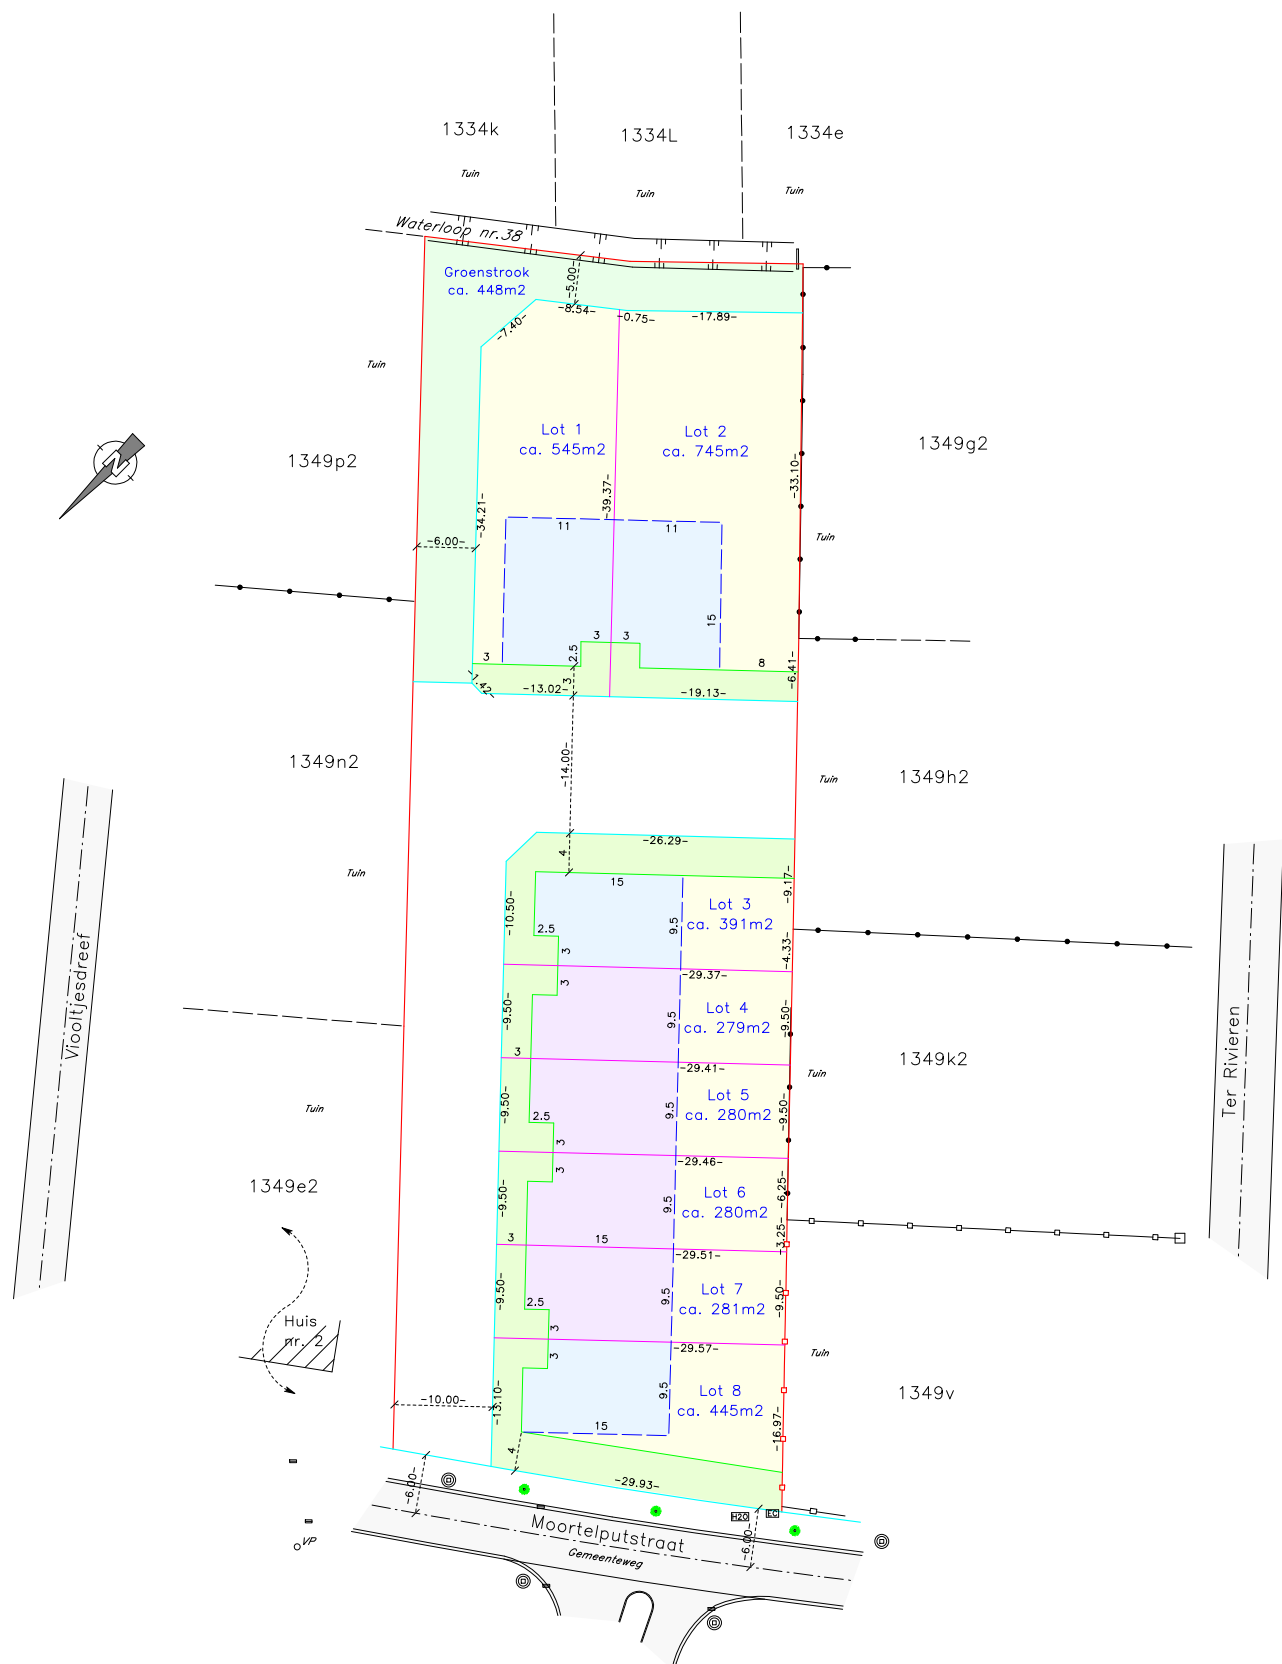 1334k
1334L
1334e
Tuin
Tuin
Tuin
Waterloop nr.38
Groenstrook
ca. 448m2
-5.00-
-8.54-
-0.75-
-17.89-
-7.40-
Tuin
Lot 1
ca. 545m2
Lot 2
ca. 745m2
1349p2
1349g2
N
-34.21-
-39.37-
-33.10-
11
11
-6.00-
Tuin
15
3
3
3
2.5
8
-6.41-
-1.42-
-13.02-
3
-19.13-
1349n2
-14.00-
Tuin
1349h2
-26.29-
4
15
-9.17-
Tuin
Lot 3
ca. 391m2
-10.50-
2.5
9.5
3
-4.33-
-29.37-
3
Viooltjesdreef
Lot 4
ca. 279m2
-9.50-
9.5
-9.50-
3
-29.41-
1349k2
Tuin
Ter Rivieren
Lot 5
ca. 280m2
-9.50-
2.5
9.5
-9.50-
3
-29.46-
3
Tuin
1349e2
Lot 6
ca. 280m2
-9.50-
9.5
-6.25-
3
15
-3.25-
-29.51-
Lot 7
ca. 281m2
-9.50-
2.5
9.5
-9.50-
3
-29.57-
3
Huis
nr. 2
Tuin
Lot 8
ca. 445m2
1349v
-10.00-
-13.10-
9.5
15
-16.97-
4
-29.93-
-6.00-
H2O
EC
Moortelputstraat
Gemeenteweg
-6.00-
VP